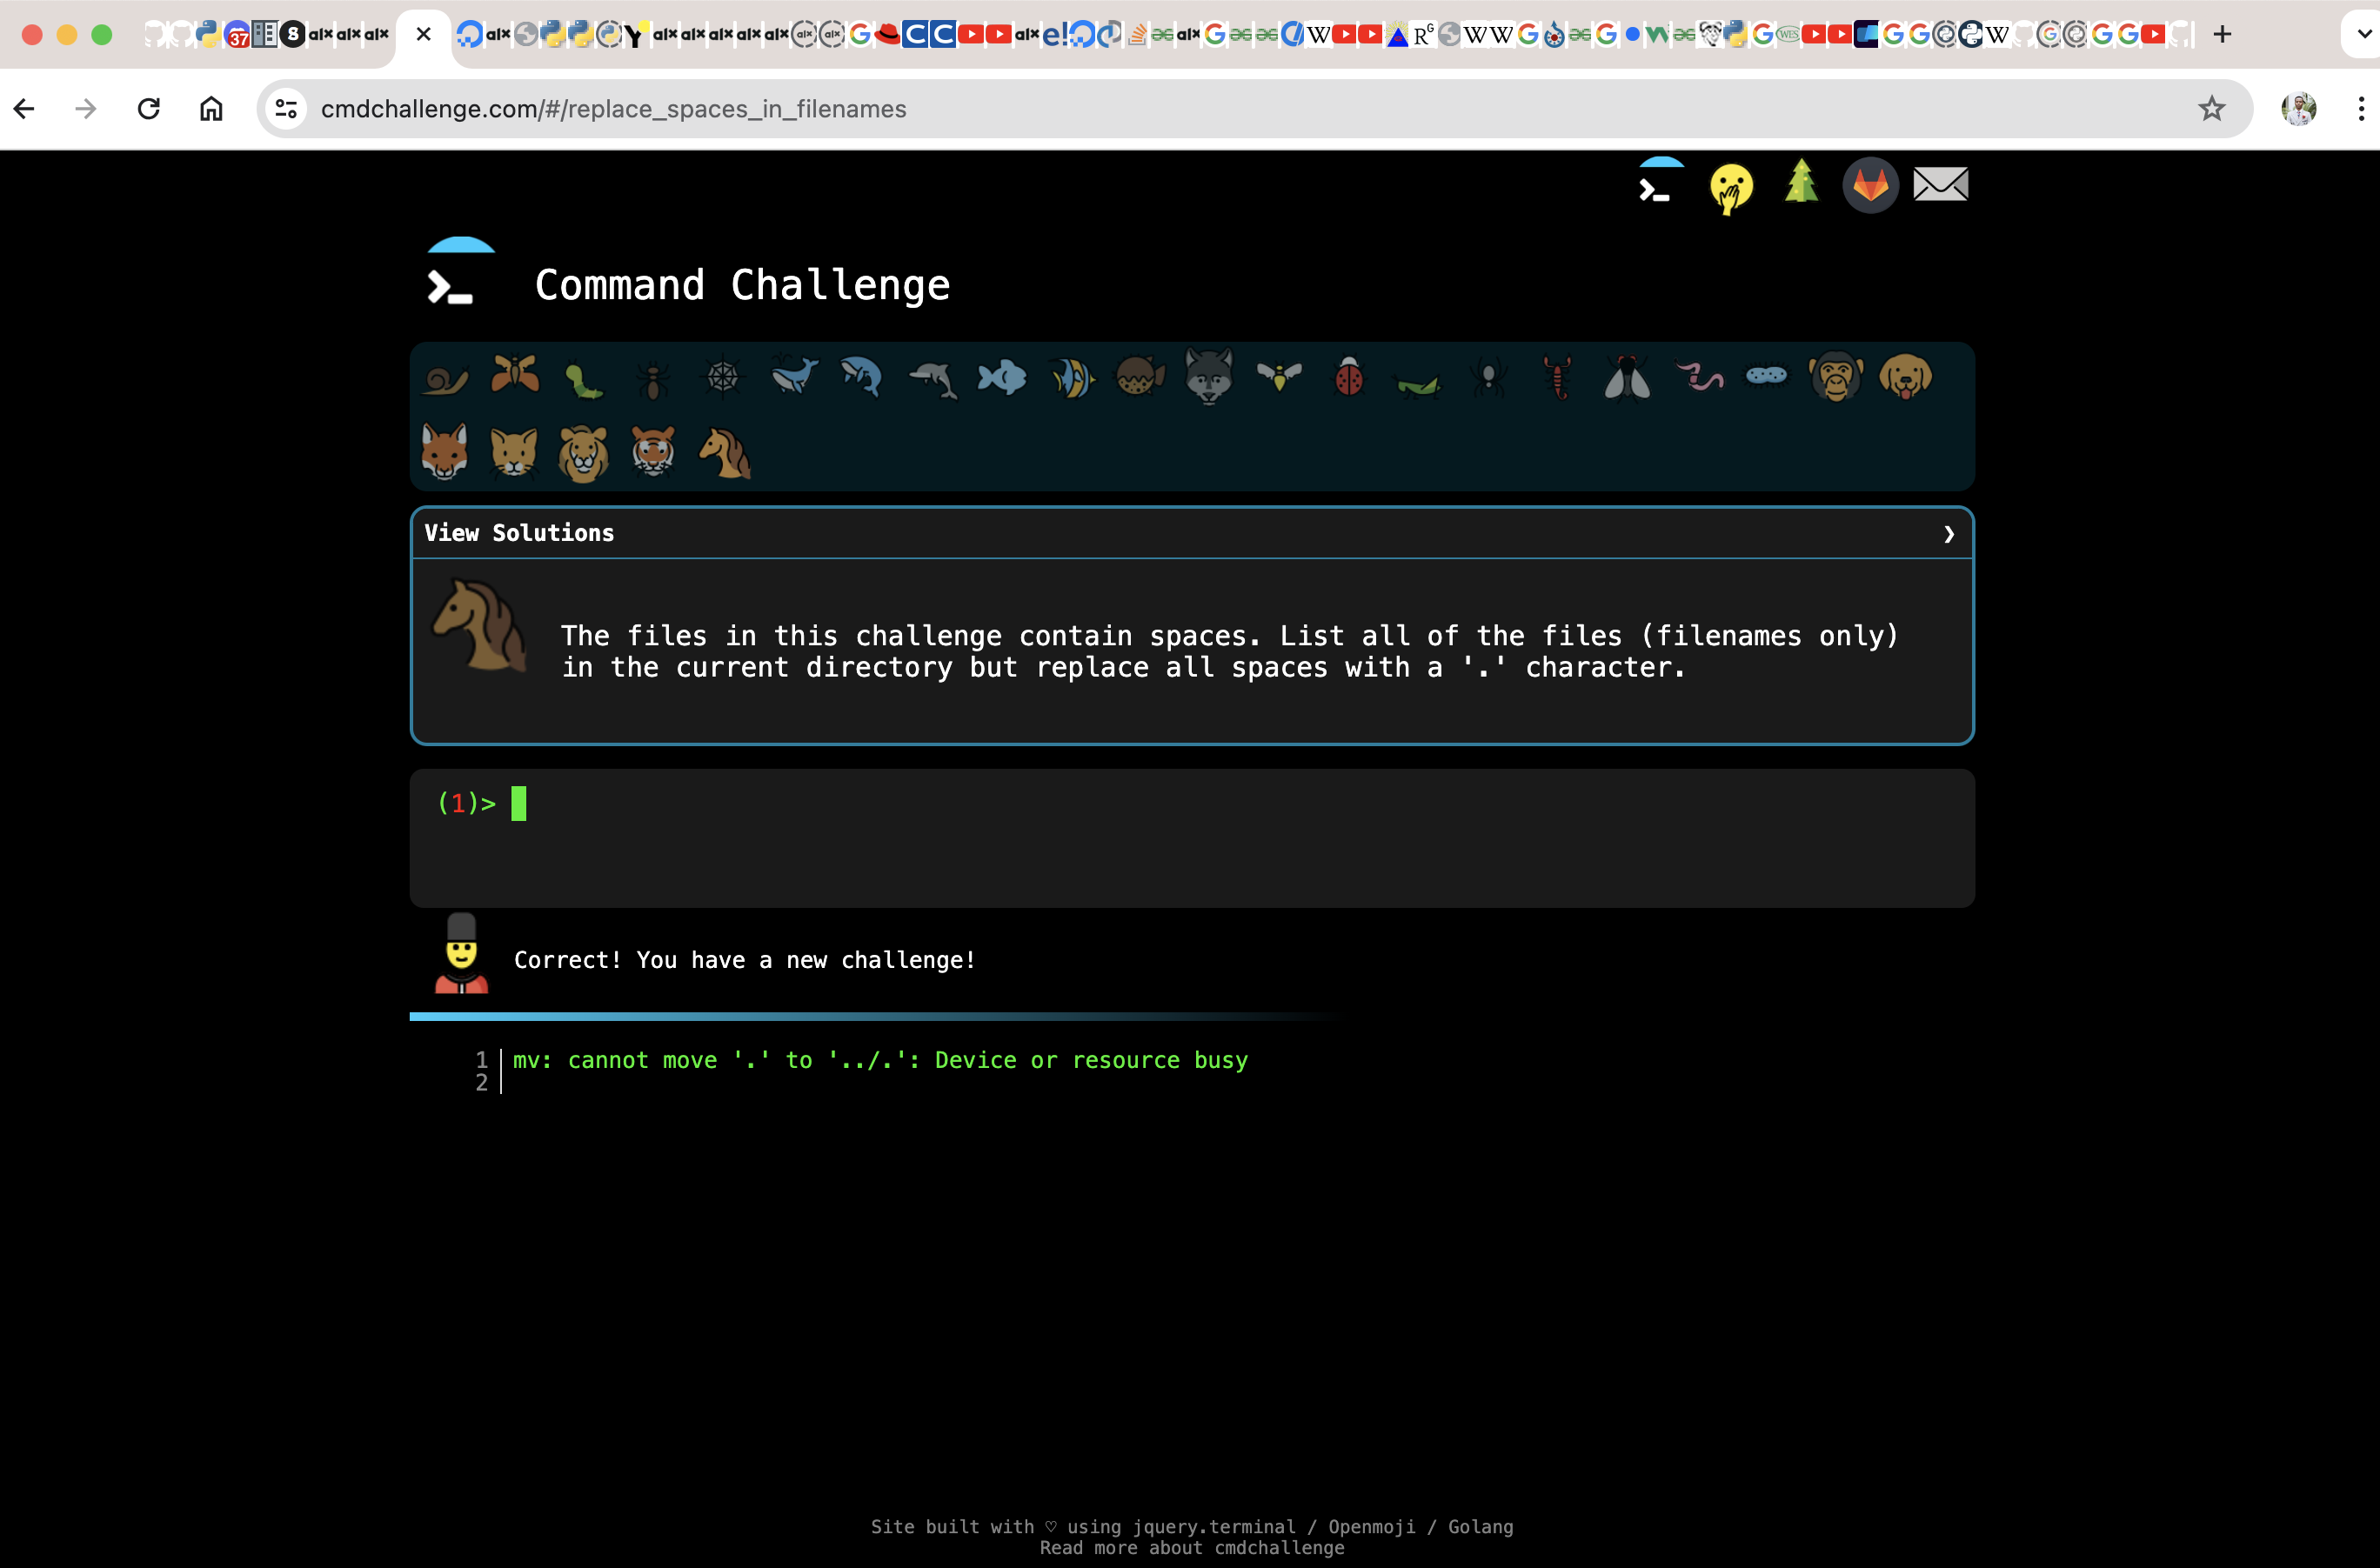 cmdchallenge.com/#/replace_spaces_in_filenames
Command Challenge
View Solutions
The files in this challenge contain spaces. List all of the files (filenames only)
in the current directory but replace all spaces with a '.' character.
(1)>
Correct! You have a new challenge!
1 mv: cannot move '.' to '../.': Device or resource busy
2
Site built with ♡ using jquery.terminal / Openmoji / Golang
Read more about cmdchallenge